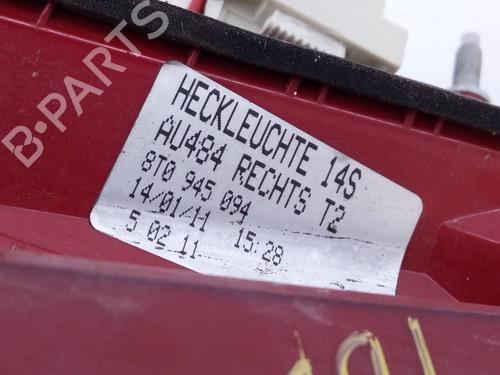 HECKLEUCHTE 14S
AU484 RECHTS T2
8T0 945 094
14/01/11 15:28
5 02 11
B-PARTS